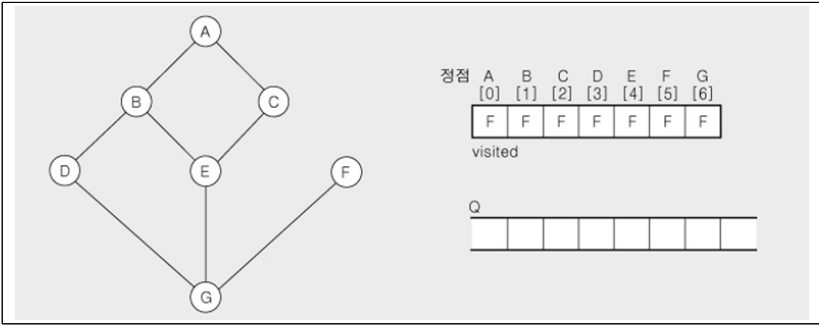 A
B
C
D
E
F
G
정점 A B C D E F G
[0] [1] [2] [3] [4] [5] [6]
F F F F F F F
visited
Q